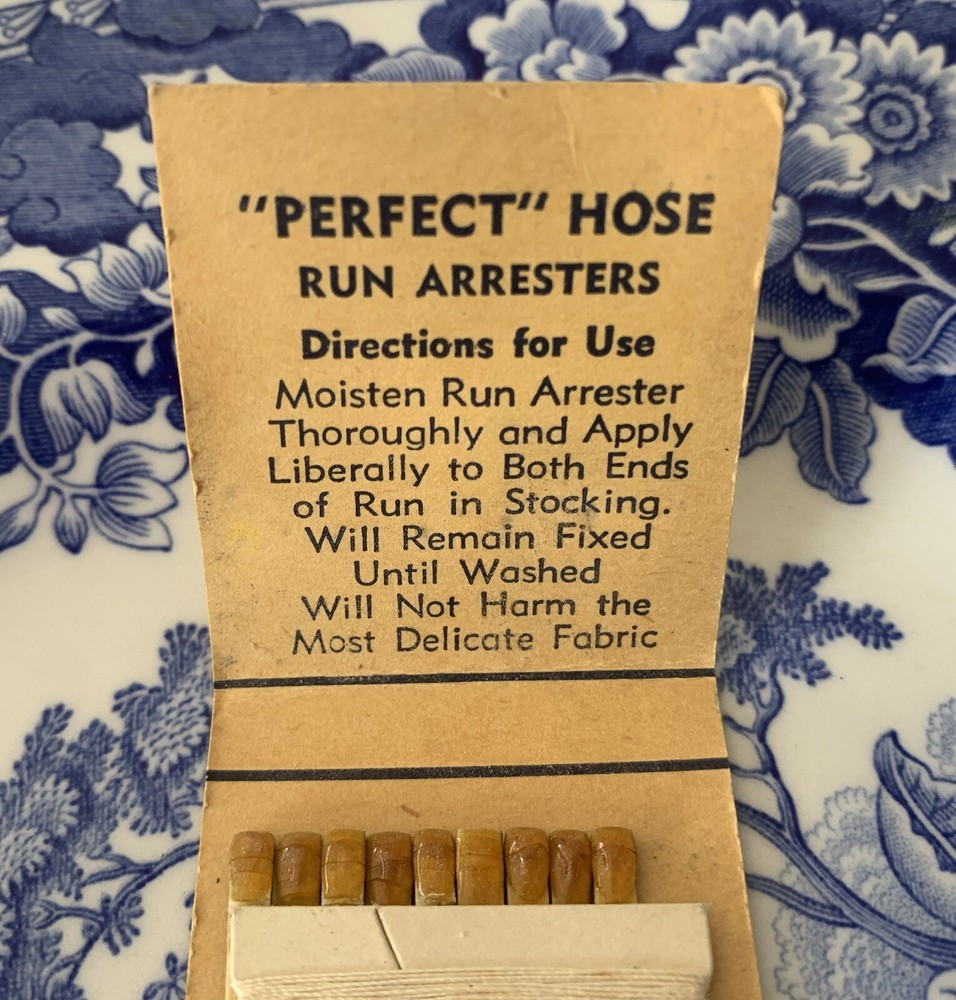 "PERFECT" HOSE
RUN ARRESTERS
Directions for Use
Moisten Run Arrester
Thoroughly and Apply
Liberally to Both Ends
of Run in Stocking.
Will Remain Fixed
Until Washed
Will Not Harm the
Most Delicate Fabric